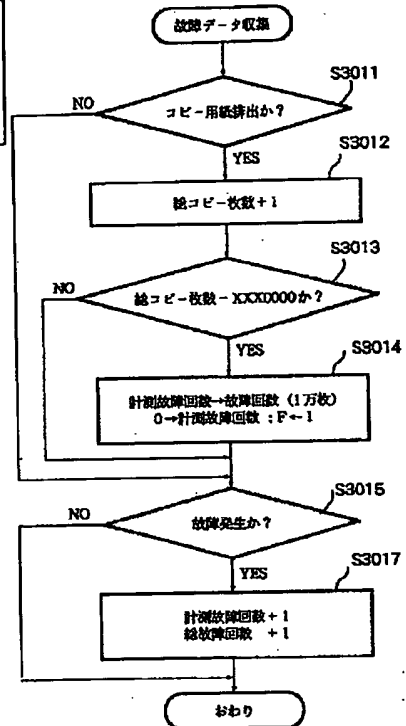 故障データ収集
S3011
NO
コピー用紙排出か?
YES
S3012
総コピー枚数+1
S3013
NO
総コピー枚数=XXX0000か?
YES
S3014
計測故障回数→故障回数(1万枚)
0→計測故障回数 ; F←1
S3015
NO
故障発生か?
YES
S3017
計測故障回数+1
総故障回数 +1
おわり